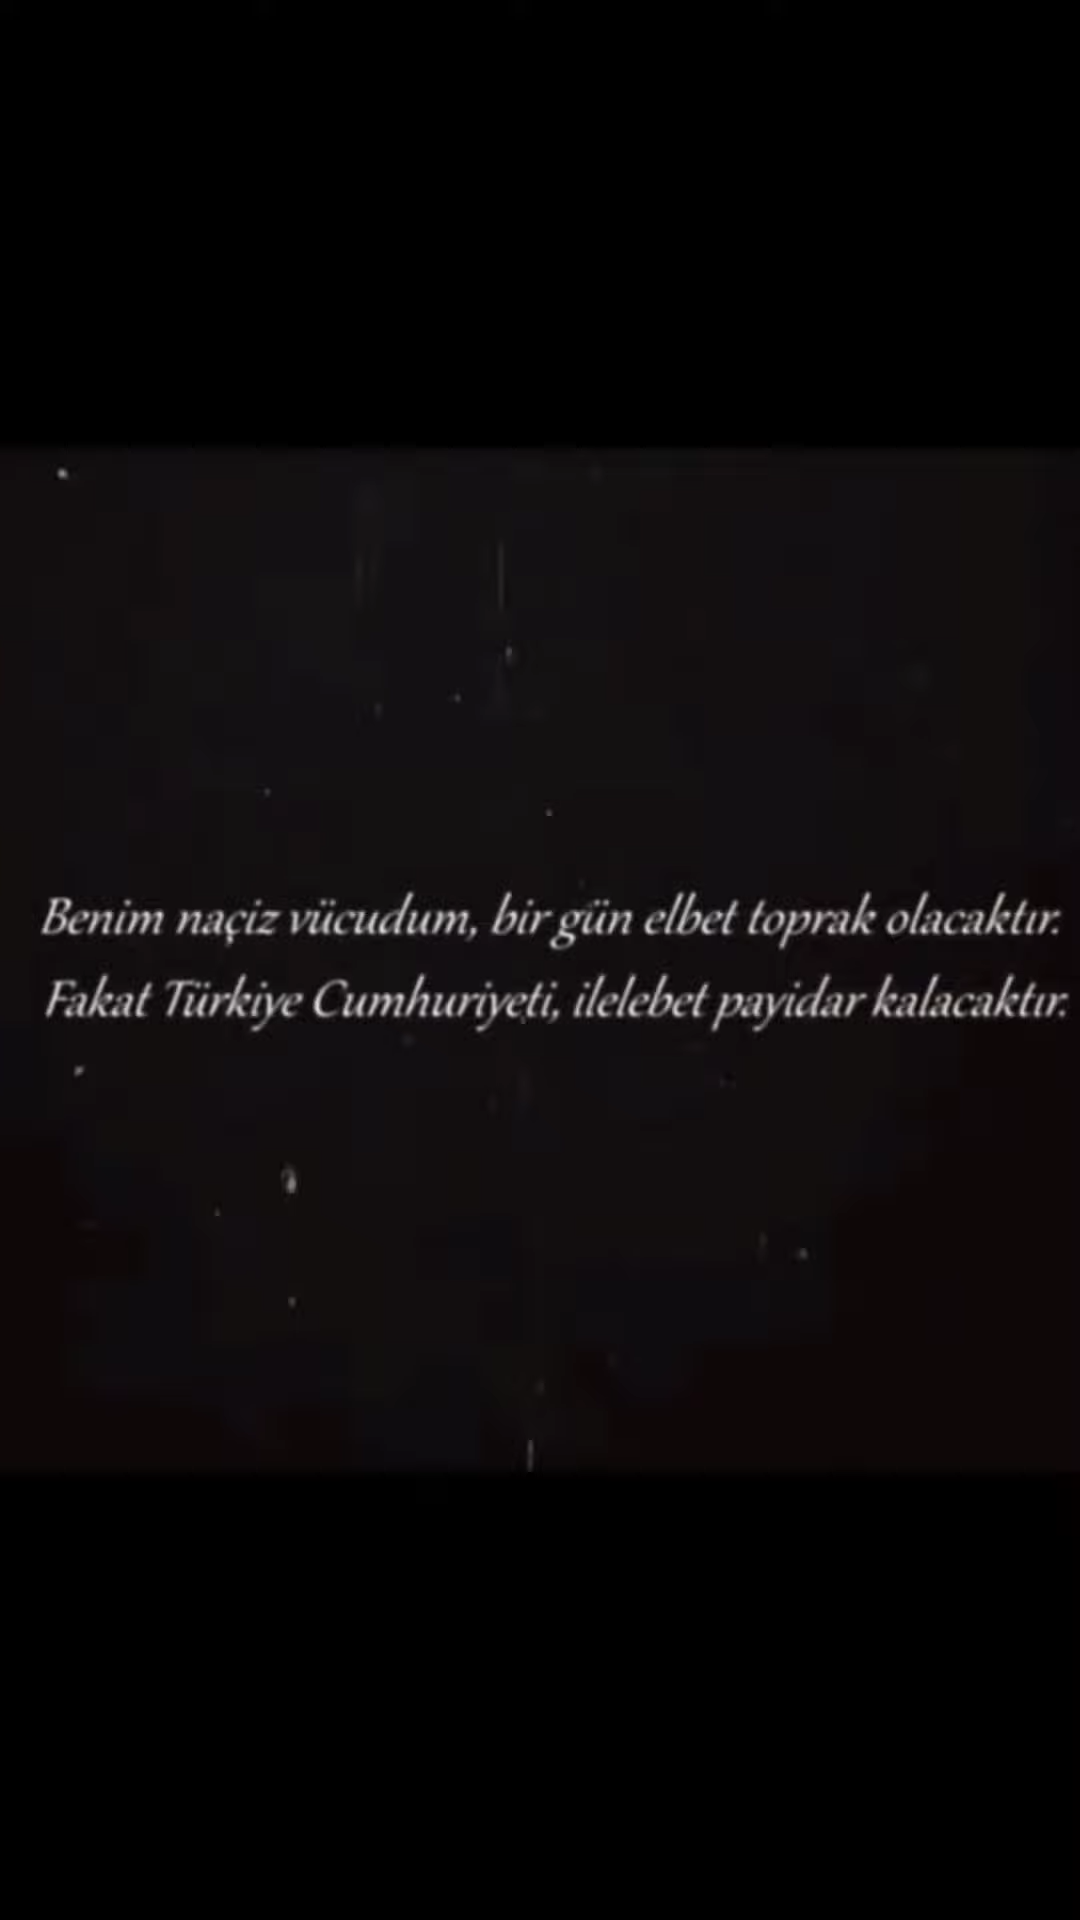 Benim naçiz vücudum, bir gün elbet toprak olacaktır.
Fakat Türkiye Cumhuriyeti, ilelebet payidar kalacaktır.